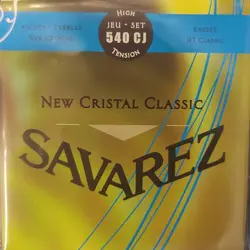 HIGH
JEU - SET
540 CJ
TENSION
NEW CRISTAL CLASSIC
SAVAREZ